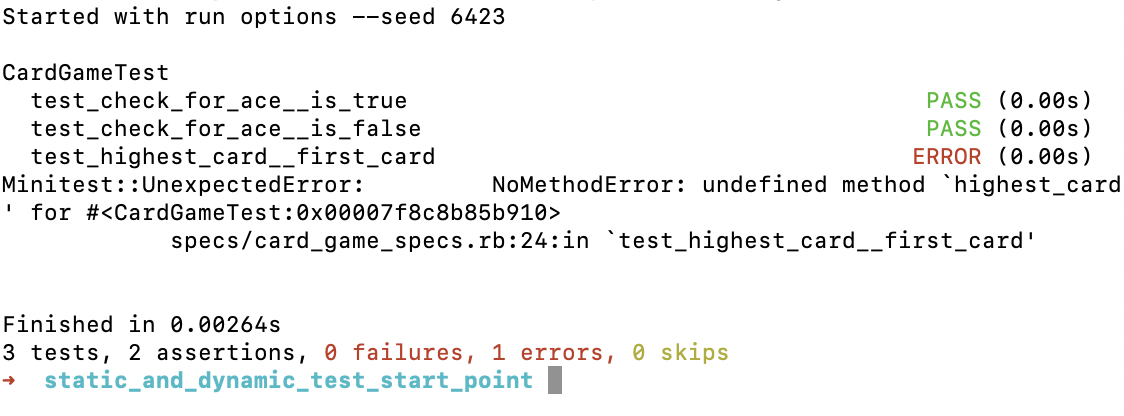 Started with run options --seed 6423
CardGameTest
test_check_for_ace__is_true PASS (0.00s)
test_check_for_ace__is_false PASS (0.00s)
test_highest_card__first_card ERROR (0.00s)
Minitest::UnexpectedError: NoMethodError: undefined method `highest_card
' for #<CardGameTest:0x00007f8c8b85b910>
specs/card_game_specs.rb:24:in `test_highest_card__first_card'
Finished in 0.00264s
3 tests, 2 assertions, 0 failures, 1 errors, 0 skips
➜ static_and_dynamic_test_start_point